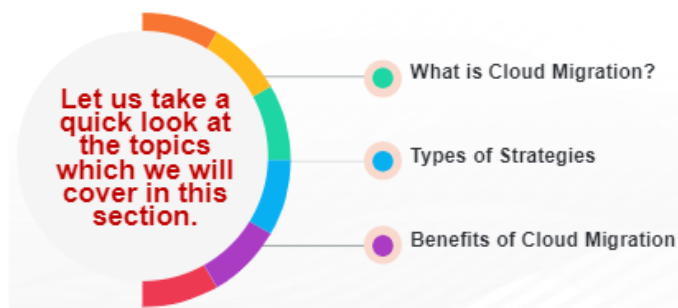 Let us take a
quick look at
the topics
which we will
cover in this
section.
What is Cloud Migration?
Types of Strategies
Benefits of Cloud Migration